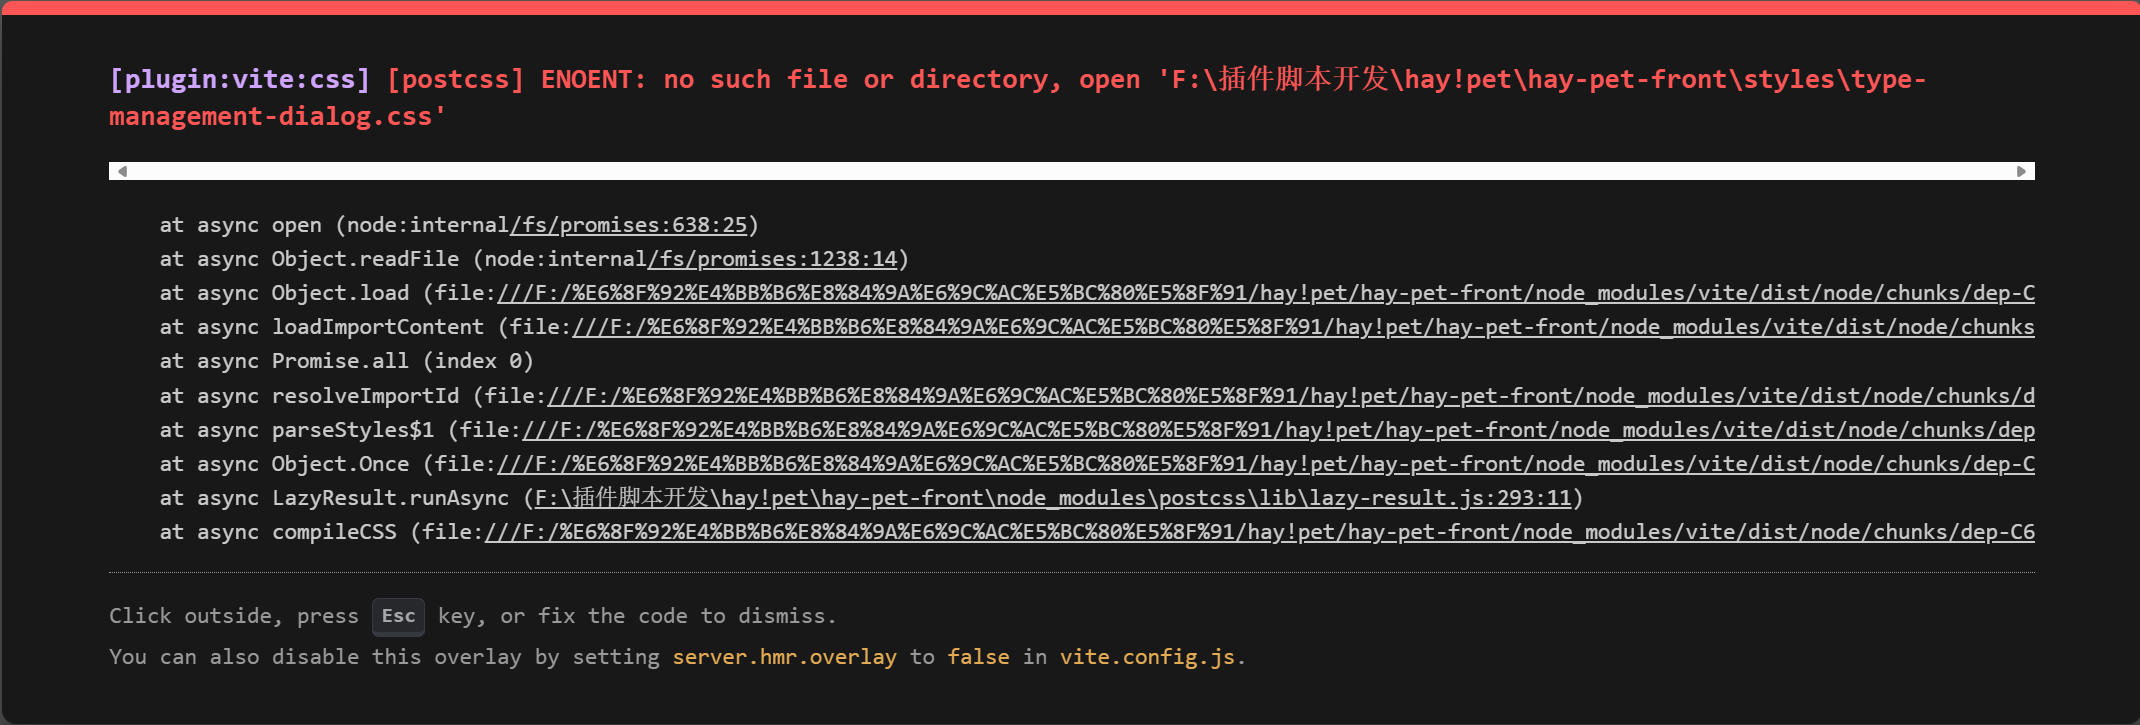 [plugin:vite:css] [postcss] ENOENT: no such file or directory, open 'F:\插件脚本开发\hay!pet\hay-pet-front\styles\type-
management-dialog.css'
at async open (node:internal/fs/promises:638:25)
at async Object.readFile (node:internal/fs/promises:1238:14)
at async Object.load (file:///F:/%E6%8F%92%E4%BB%B6%E8%84%9A%E6%9C%AC%E5%BC%80%E5%8F%91/hay!pet/hay-pet-front/node_modules/vite/dist/node/chunks/dep-C
at async loadImportContent (file:///F:/%E6%8F%92%E4%BB%B6%E8%84%9A%E6%9C%AC%E5%BC%80%E5%8F%91/hay!pet/hay-pet-front/node_modules/vite/dist/node/chunks
at async Promise.all (index 0)
at async resolveImportId (file:///F:/%E6%8F%92%E4%BB%B6%E8%84%9A%E6%9C%AC%E5%BC%80%E5%8F%91/hay!pet/hay-pet-front/node_modules/vite/dist/node/chunks/d
at async parseStyles$1 (file:///F:/%E6%8F%92%E4%BB%B6%E8%84%9A%E6%9C%AC%E5%BC%80%E5%8F%91/hay!pet/hay-pet-front/node_modules/vite/dist/node/chunks/dep
at async Object.Once (file:///F:/%E6%8F%92%E4%BB%B6%E8%84%9A%E6%9C%AC%E5%BC%80%E5%8F%91/hay!pet/hay-pet-front/node_modules/vite/dist/node/chunks/dep-C
at async LazyResult.runAsync (F:\插件脚本开发\hay!pet\hay-pet-front\node_modules\postcss\lib\lazy-result.js:293:11)
at async compileCSS (file:///F:/%E6%8F%92%E4%BB%B6%E8%84%9A%E6%9C%AC%E5%BC%80%E5%8F%91/hay!pet/hay-pet-front/node_modules/vite/dist/node/chunks/dep-C6
Click outside, press Esc key, or fix the code to dismiss.
You can also disable this overlay by setting server.hmr.overlay to false in vite.config.js.